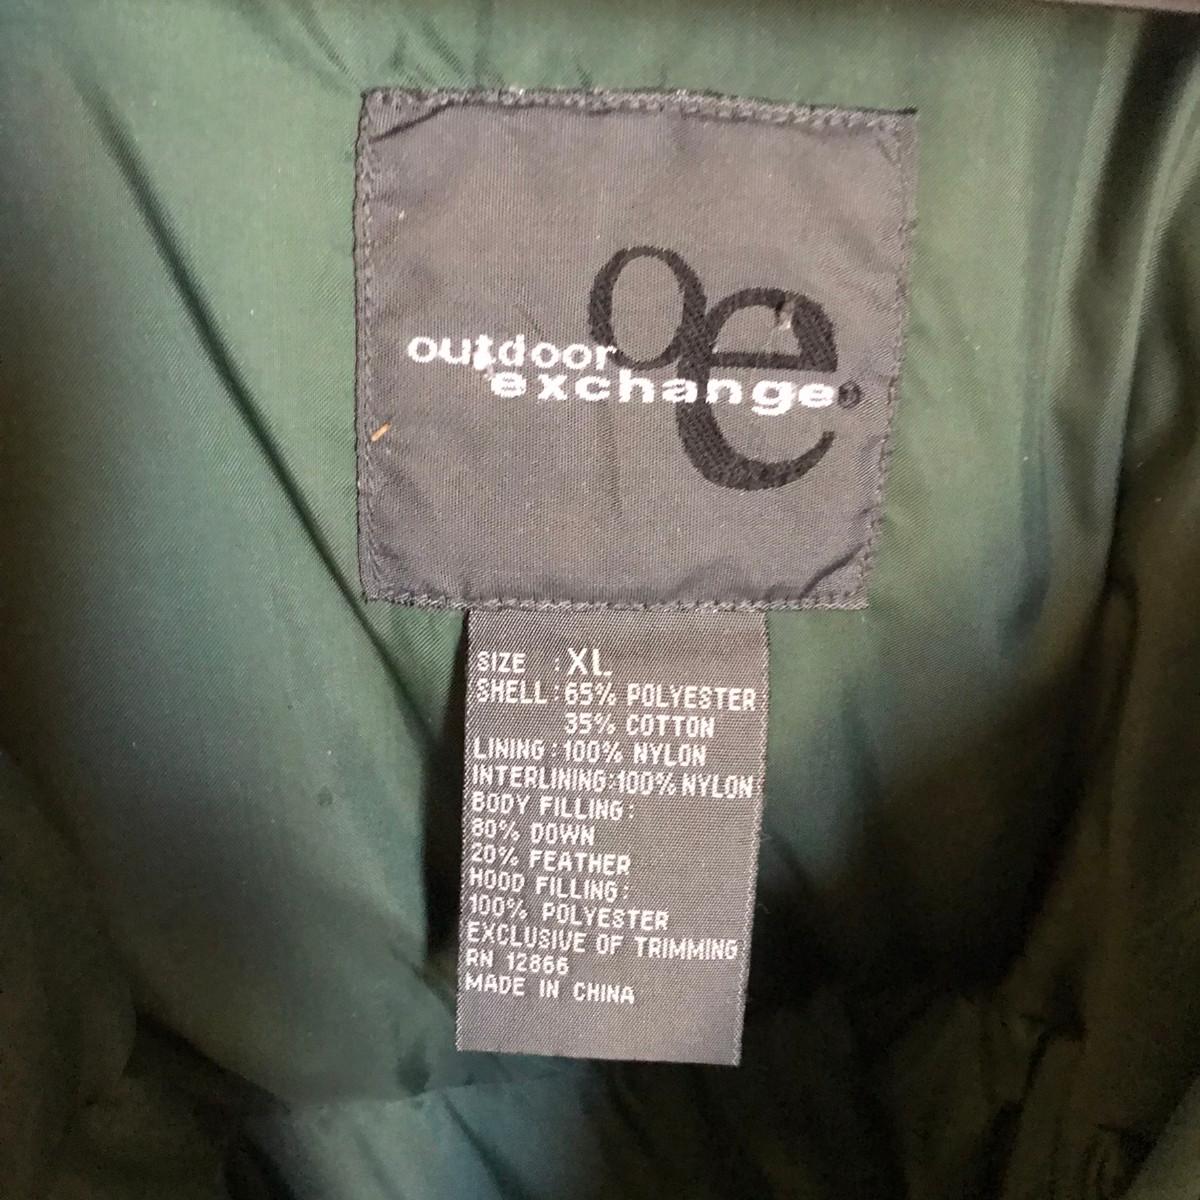 oe
outdoor
exchange®
SIZE : XL
SHELL : 65% POLYESTER
35% COTTON
LINING : 100% NYLON
INTERLINING : 100% NYLON
BODY FILLING :
80% DOWN
20% FEATHER
HOOD FILLING :
100% POLYESTER
EXCLUSIVE OF TRIMMING
RN 12866
MADE IN CHINA